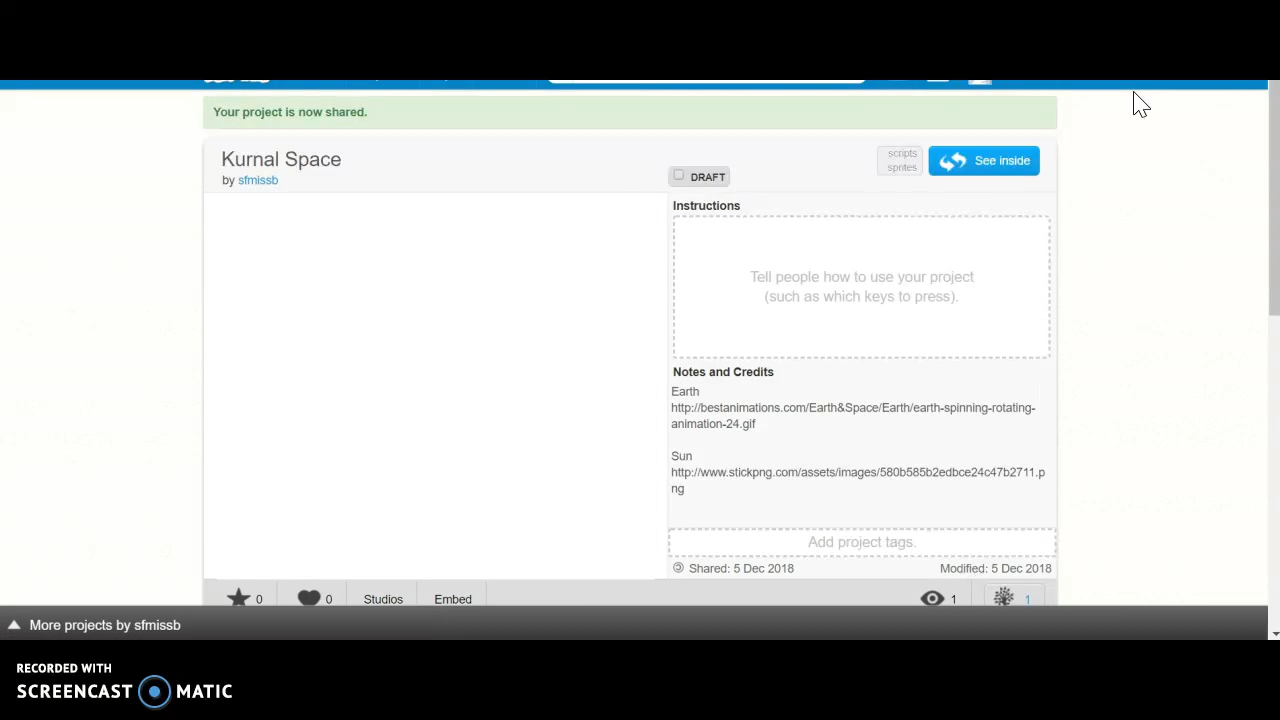 Your project is now shared.
Kurnal Space
by sfmissb
scripts
sprites
See inside
DRAFT
Instructions
Tell people how to use your project
(such as which keys to press).
Notes and Credits
Earth
http://bestanimations.com/Earth&Space/Earth/earth-spinning-rotating-
animation-24.gif
Sun
http://www.stickpng.com/assets/images/580b585b2edbce24c47b2711.p
ng
Add project tags.
Shared: 5 Dec 2018
Modified: 5 Dec 2018
0
0
Studios
Embed
1
1
More projects by sfmissb
RECORDED WITH
SCREENCAST MATIC